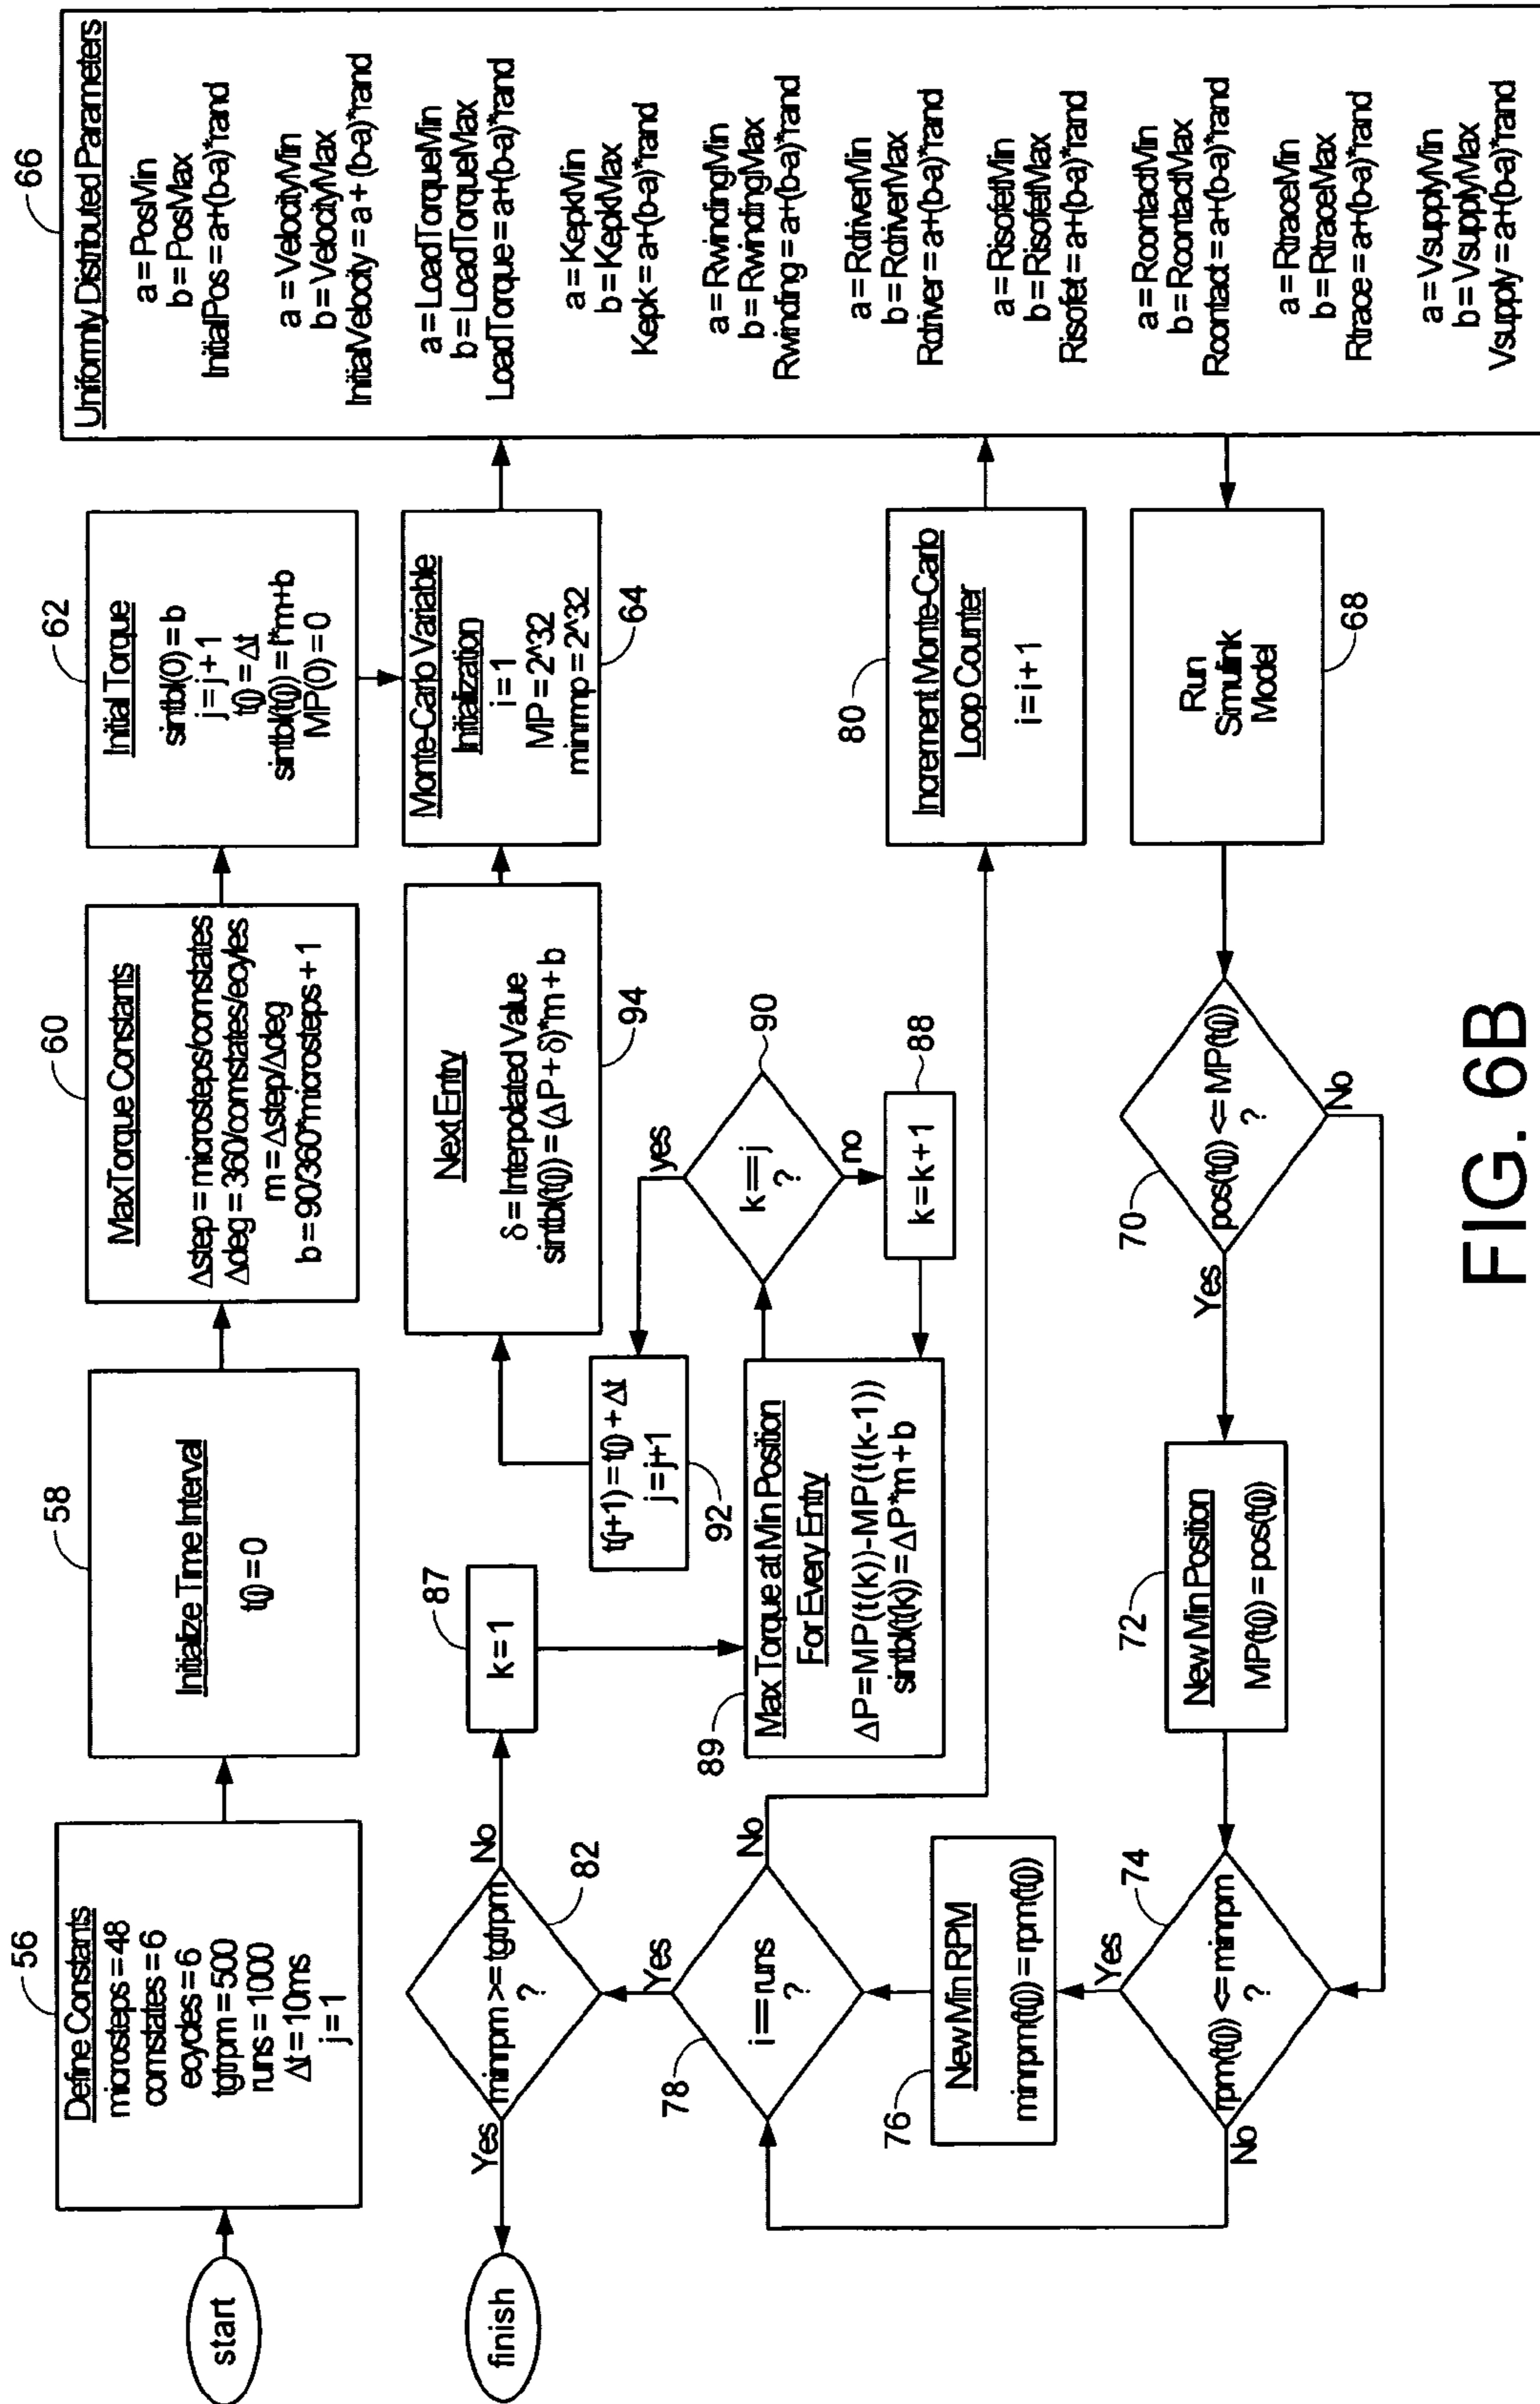 start
56
Define Constants
microsteps = 48
comstates = 6
ecycles = 6
tgtrpm = 500
runs = 1000
Δt = 10ms
j = 1
58
Initialize Time Interval
t(j) = 0
60
MaxTorque Constants
Δstep = microsteps/comstates
Δdeg = 360/comstates/ecyles
m = Δstep/Δdeg
b = 90/360*microsteps + 1
62
Initial Torque
sintbl(0) = b
j = j + 1
t(j) = Δt
sintbl(t(j)) = l*m+b
MP(0) = 0
64
Monte-Carlo Variable
Initialization
i = 1
MP = 2^32
minrmp = 2^32
66
Uniformly Distributed Parameters
a = PosMin
b = PosMax
InitialPos = a+(b-a)*rand
a = VelocityMin
b = VelocityMax
InitialVelocity = a + (b-a)*rand
a = LoadTorqueMin
b = LoadTorqueMax
LoadTorque = a+(b-a)*rand
a = KepkMin
b = KepkMax
Kepk = a+(b-a)*rand
a = RwindingMin
b = RwindingMax
Rwinding = a+(b-a)*rand
a = RdriverMin
b = RdriverMax
Rdriver = a+(b-a)*rand
a = RisofetMin
b = RisofetMax
Risofet = a+(b-a)*rand
a = RcontactMin
b = RcontactMax
Rcontact = a+(b-a)*rand
a = RtraceMin
b = RtraceMax
Rtrace = a+(b-a)*rand
a = VsupplyMin
b = VsupplyMax
Vsupply = a+(b-a)*rand
finish
Yes
minrpm >= tgtrpm
?
82
No
87
k = 1
89
Max Torque at Min Position
For Every Entry
ΔP=MP(t(k))-MP(t(k-1))
sintbl(t(k)) = ΔP*m + b
90
k==j
?
yes
no
88
k=k+1
t(j+1) = t(j) + Δt
j = j+1
92
Next Entry
δ = Interpolated Value
sintbl(t(j)) = (ΔP + δ)*m + b
94
80
Increment Monte-Carlo
Loop Counter
i = i + 1
78
i==runs
?
Yes
No
76
New Min RPM
minrpm(t(j)) = rpm(t(j))
74
rpm(t(j)) <= minrpm
?
Yes
No
72
New Min Position
MP(t(j)) = pos(t(j))
70
pos(t(j)) <= MP(t(j))
?
Yes
No
Run
Simulink
Model
68
FIG. 6B